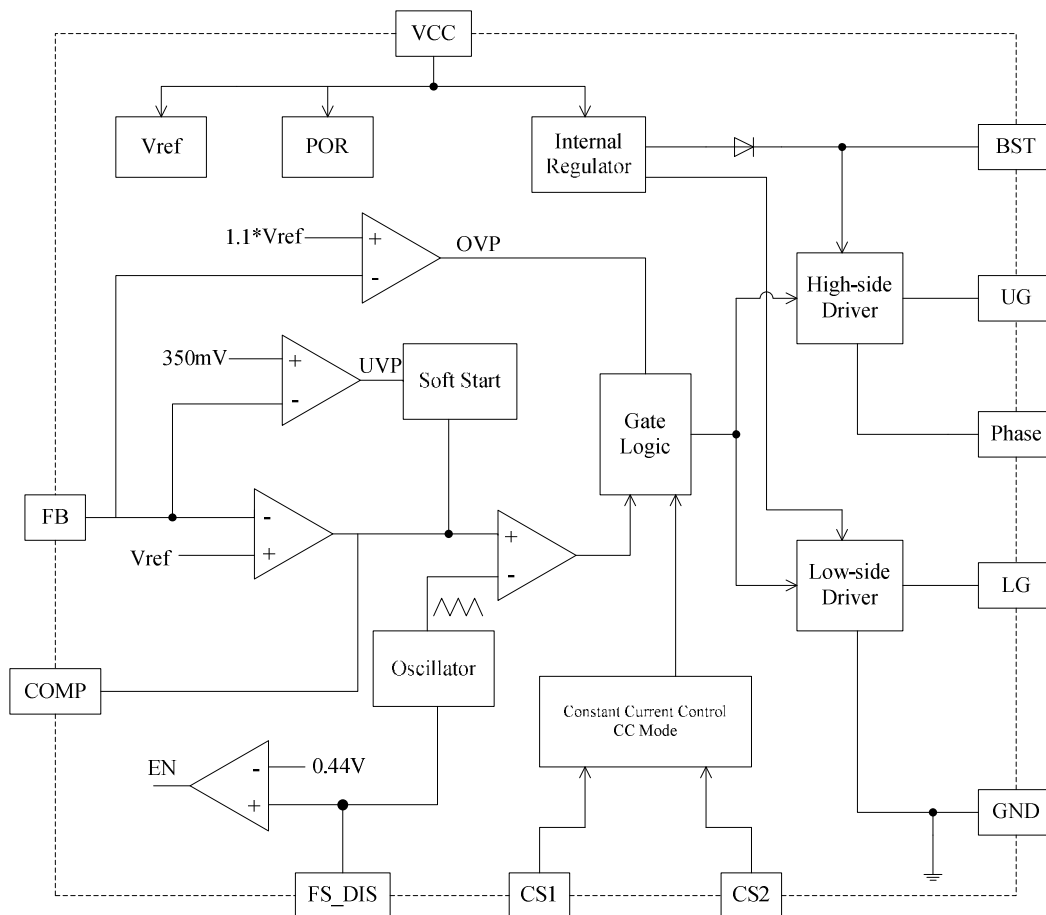 VCC
Vref
POR
Internal
Regulator
BST
1.1*Vref
+
-
OVP
High-side
Driver
UG
350mV
+
-
UVP
Soft Start
Gate
Logic
Phase
FB
-
+
Vref
+
-
Low-side
Driver
LG
Oscillator
COMP
Constant Current Control
CC Mode
EN
-
+
0.44V
GND
FS_DIS
CS1
CS2